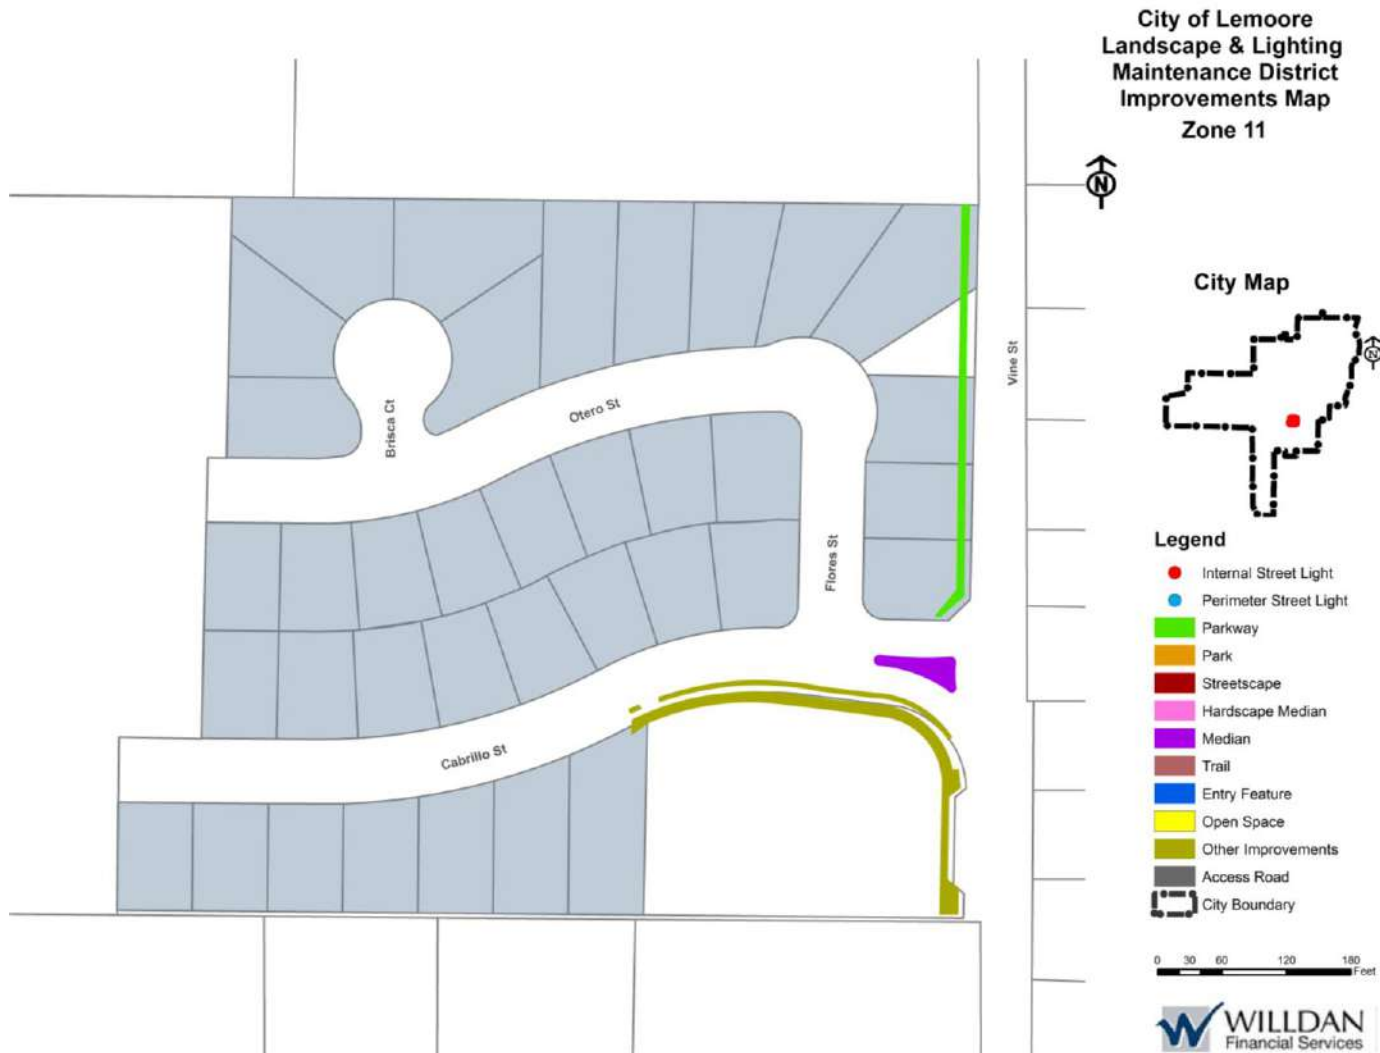 City of Lemoore
Landscape & Lighting
Maintenance District
Improvements Map
Zone 11
N
City Map
N
Vine St
Otero St
Brisca Ct
Flores St
Cabrillo St
Legend
Internal Street Light
Perimeter Street Light
Parkway
Park
Streetscape
Hardscape Median
Median
Trail
Entry Feature
Open Space
Other Improvements
Access Road
City Boundary
0 30 60 120 180
Feet
WILLDAN
Financial Services